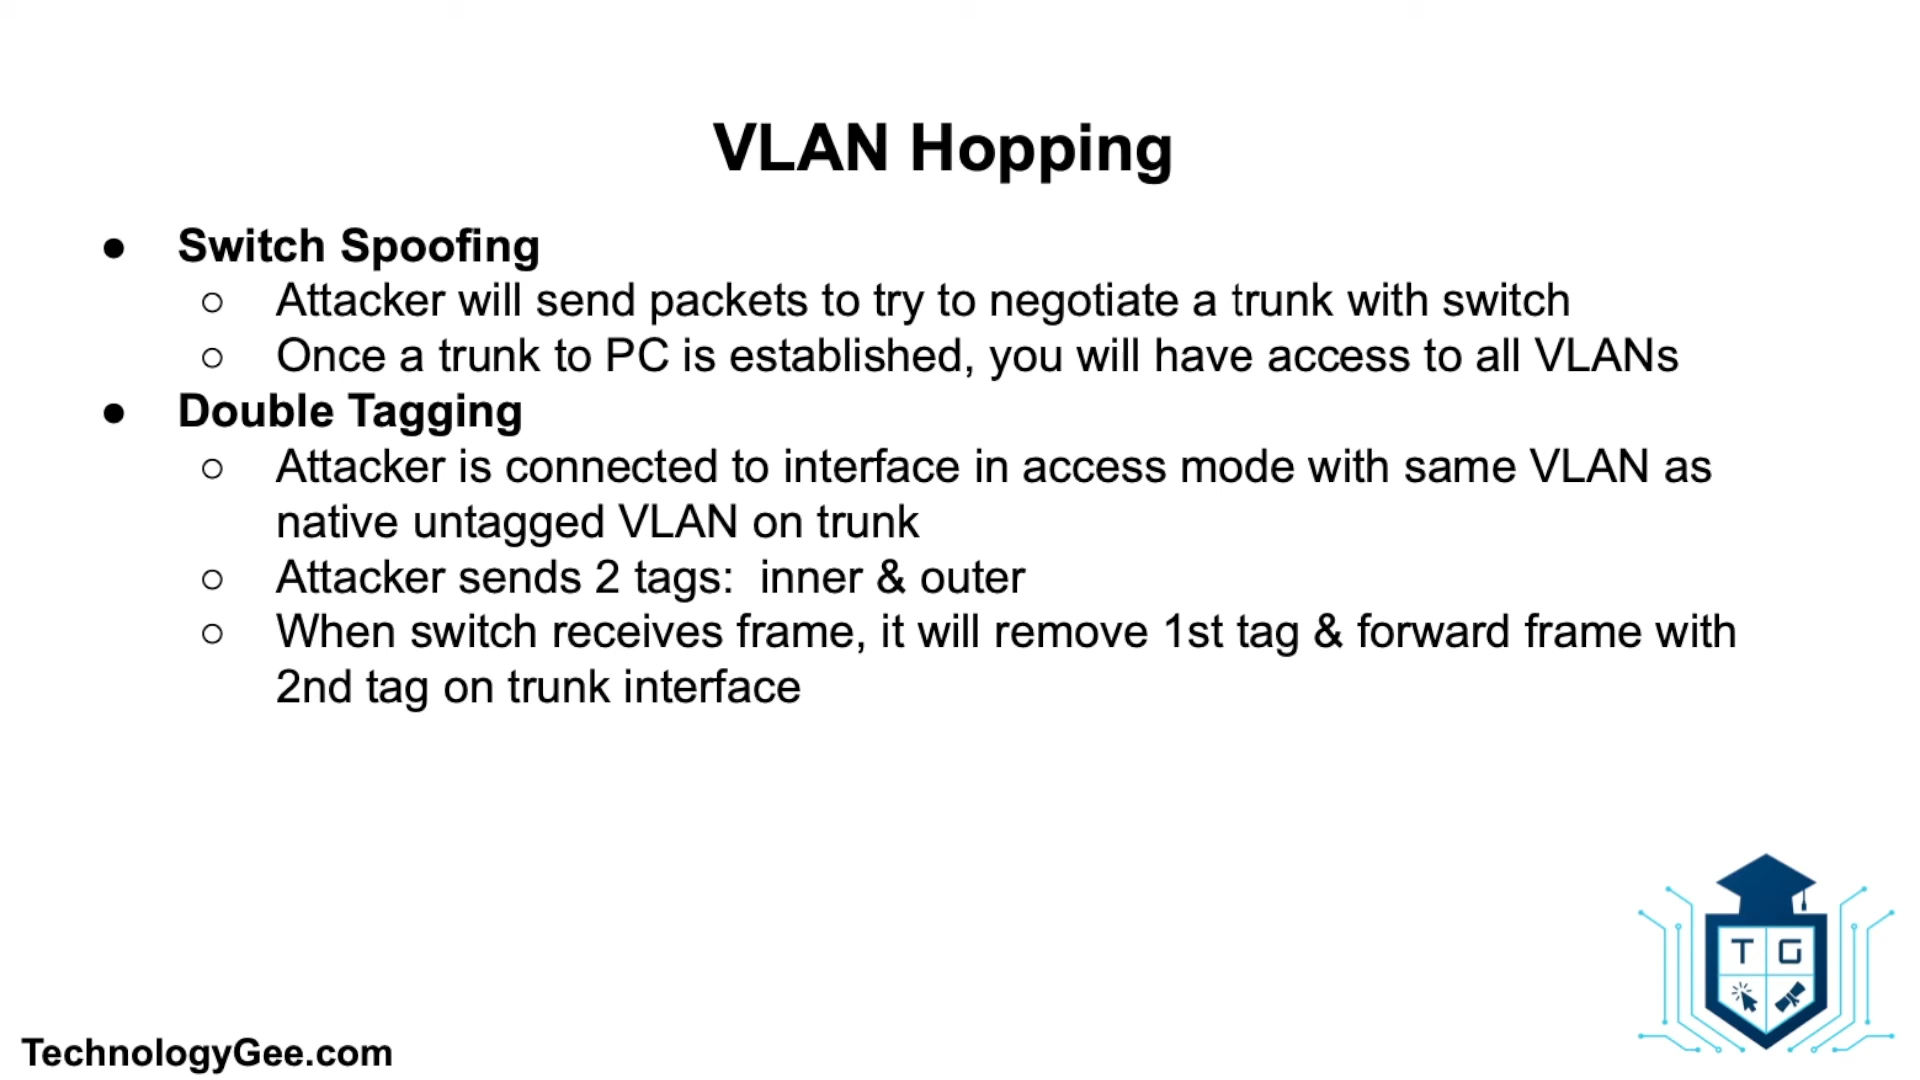 VLAN Hopping
● Switch Spoofing
○ Attacker will send packets to try to negotiate a trunk with switch
○ Once a trunk to PC is established, you will have access to all VLANs
● Double Tagging
○ Attacker is connected to interface in access mode with same VLAN as
native untagged VLAN on trunk
○ Attacker sends 2 tags:  inner & outer
○ When switch receives frame, it will remove 1st tag & forward frame with
2nd tag on trunk interface
T G
TechnologyGee.com